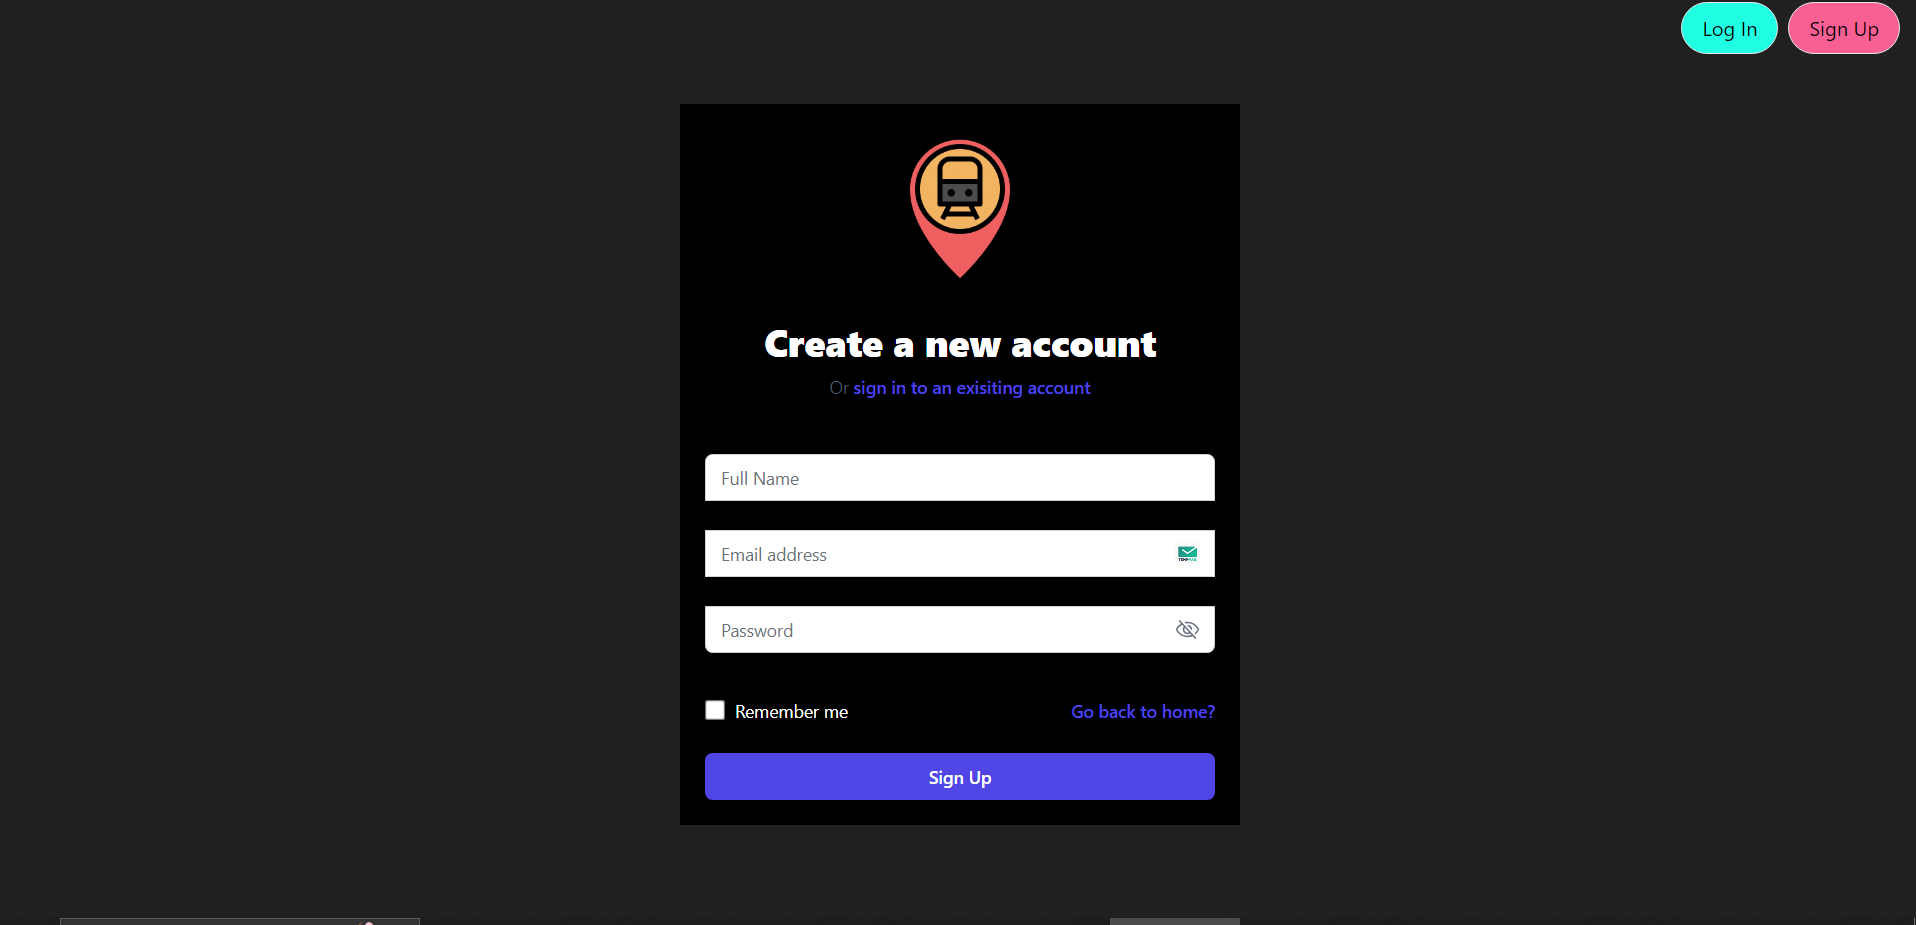 Log In
Sign Up
Create a new account
Or sign in to an exisiting account
Full Name
Email address
Password
Remember me
Go back to home?
Sign Up